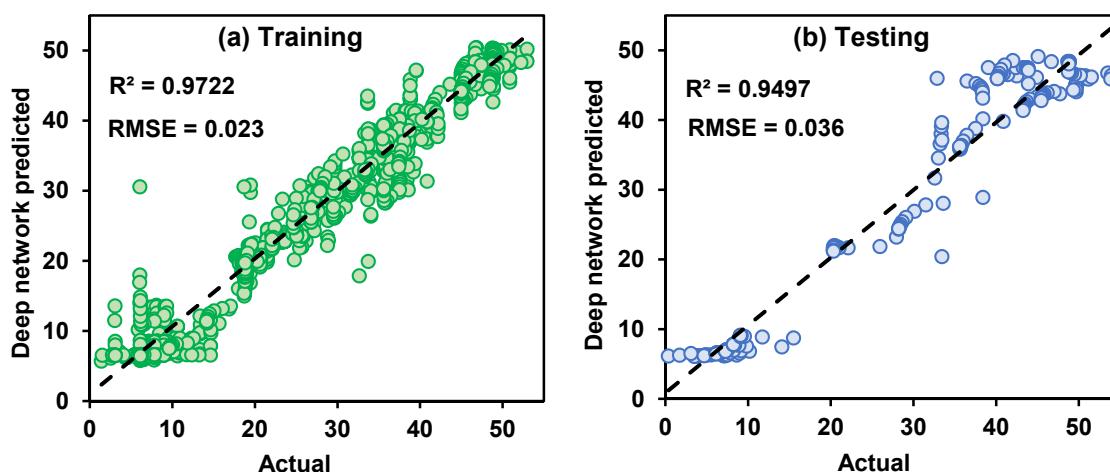 (a) Training
R² = 0.9722
RMSE = 0.023
Deep network predicted
50
40
30
20
10
0
0 10 20 30 40 50
Actual
(b) Testing
R² = 0.9497
RMSE = 0.036
Deep network predicted
50
40
30
20
10
0
0 10 20 30 40 50
Actual